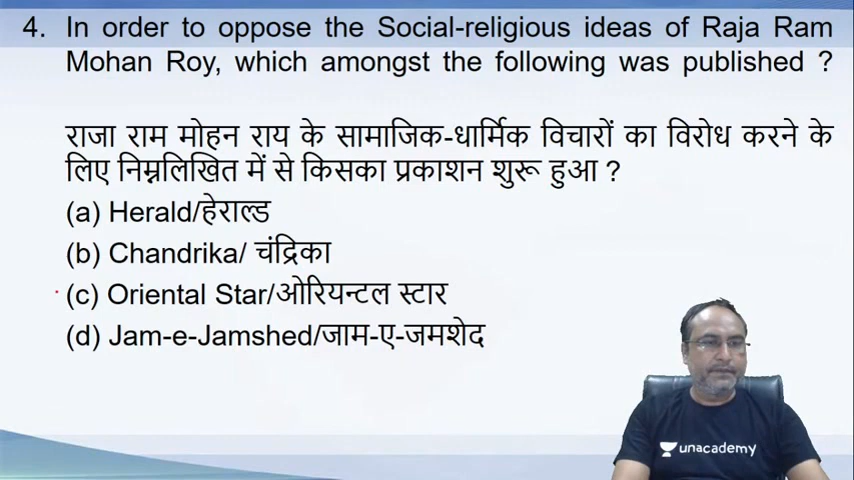 4. In order to oppose the Social-religious ideas of Raja Ram
Mohan Roy, which amongst the following was published ?
राजा राम मोहन राय के सामाजिक-धार्मिक विचारों का विरोध करने के
लिए निम्नलिखित में से किसका प्रकाशन शुरू हुआ ?
(a) Herald/हेराल्ड
(b) Chandrika/ चंद्रिका
(c) Oriental Star/ओरियन्टल स्टार
(d) Jam-e-Jamshed/जाम-ए-जमशेद
unacademy